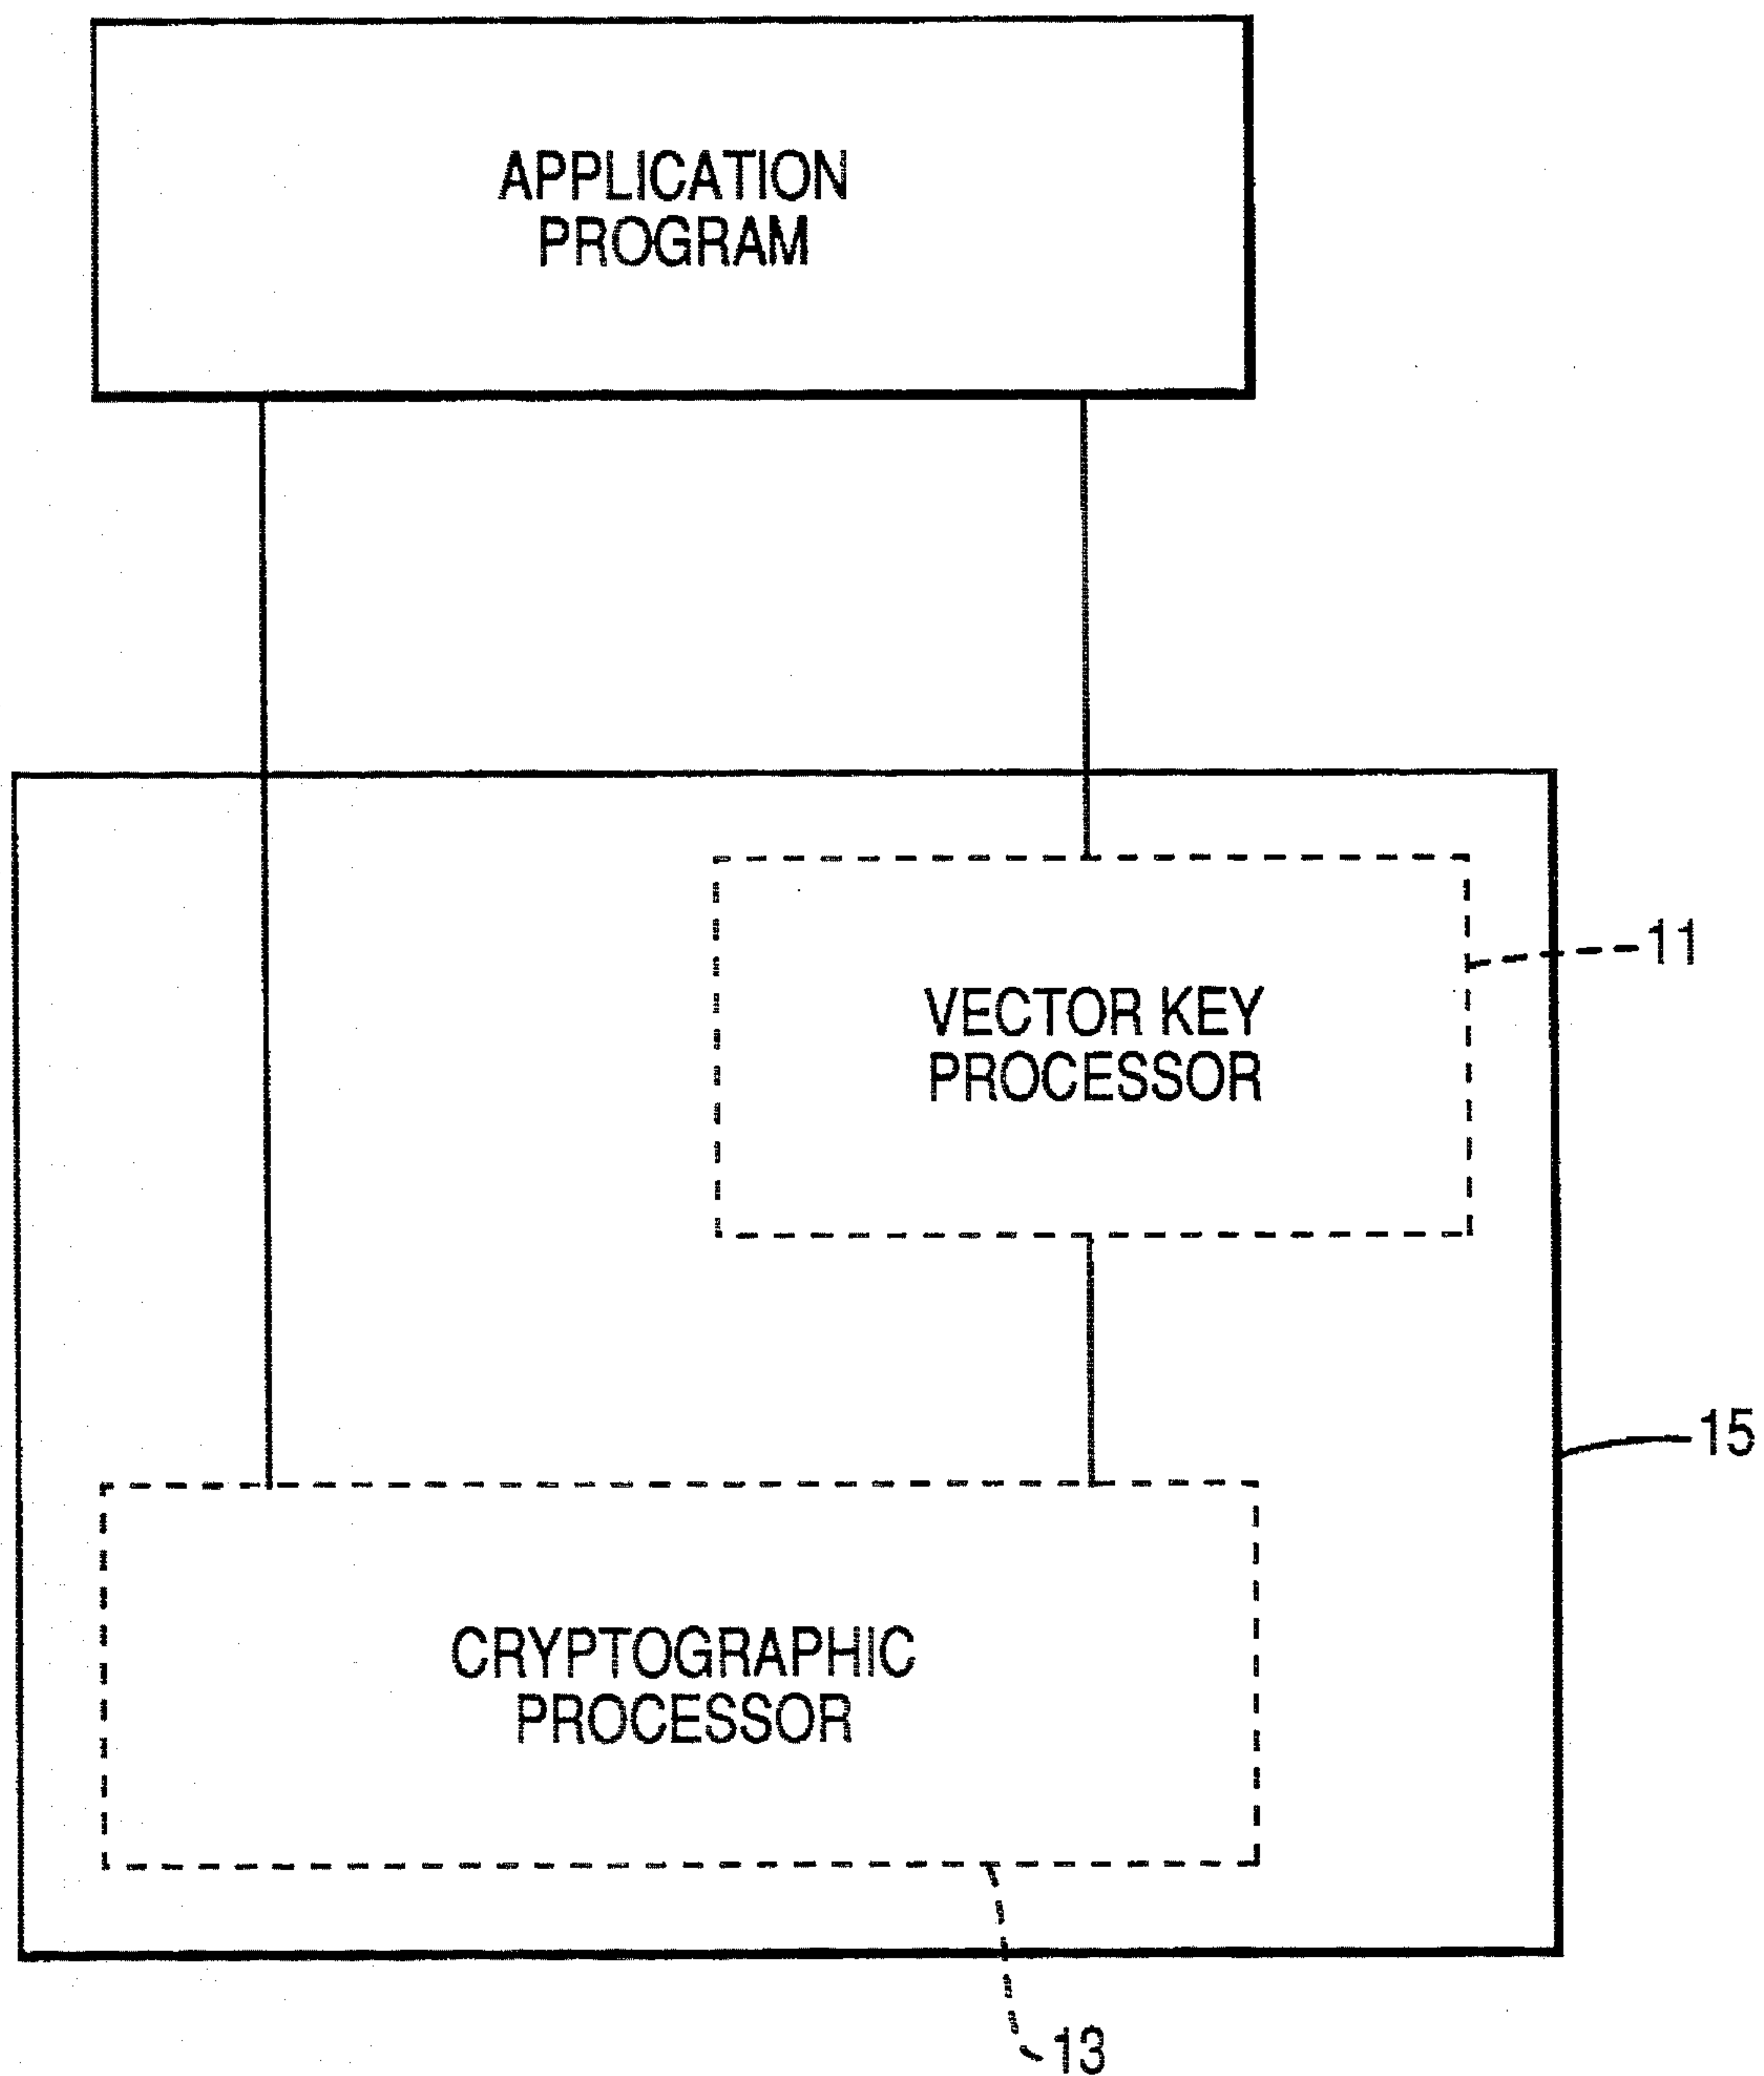 APPLICATION
PROGRAM
11
VECTOR KEY
PROCESSOR
15
CRYPTOGRAPHIC
PROCESSOR
13